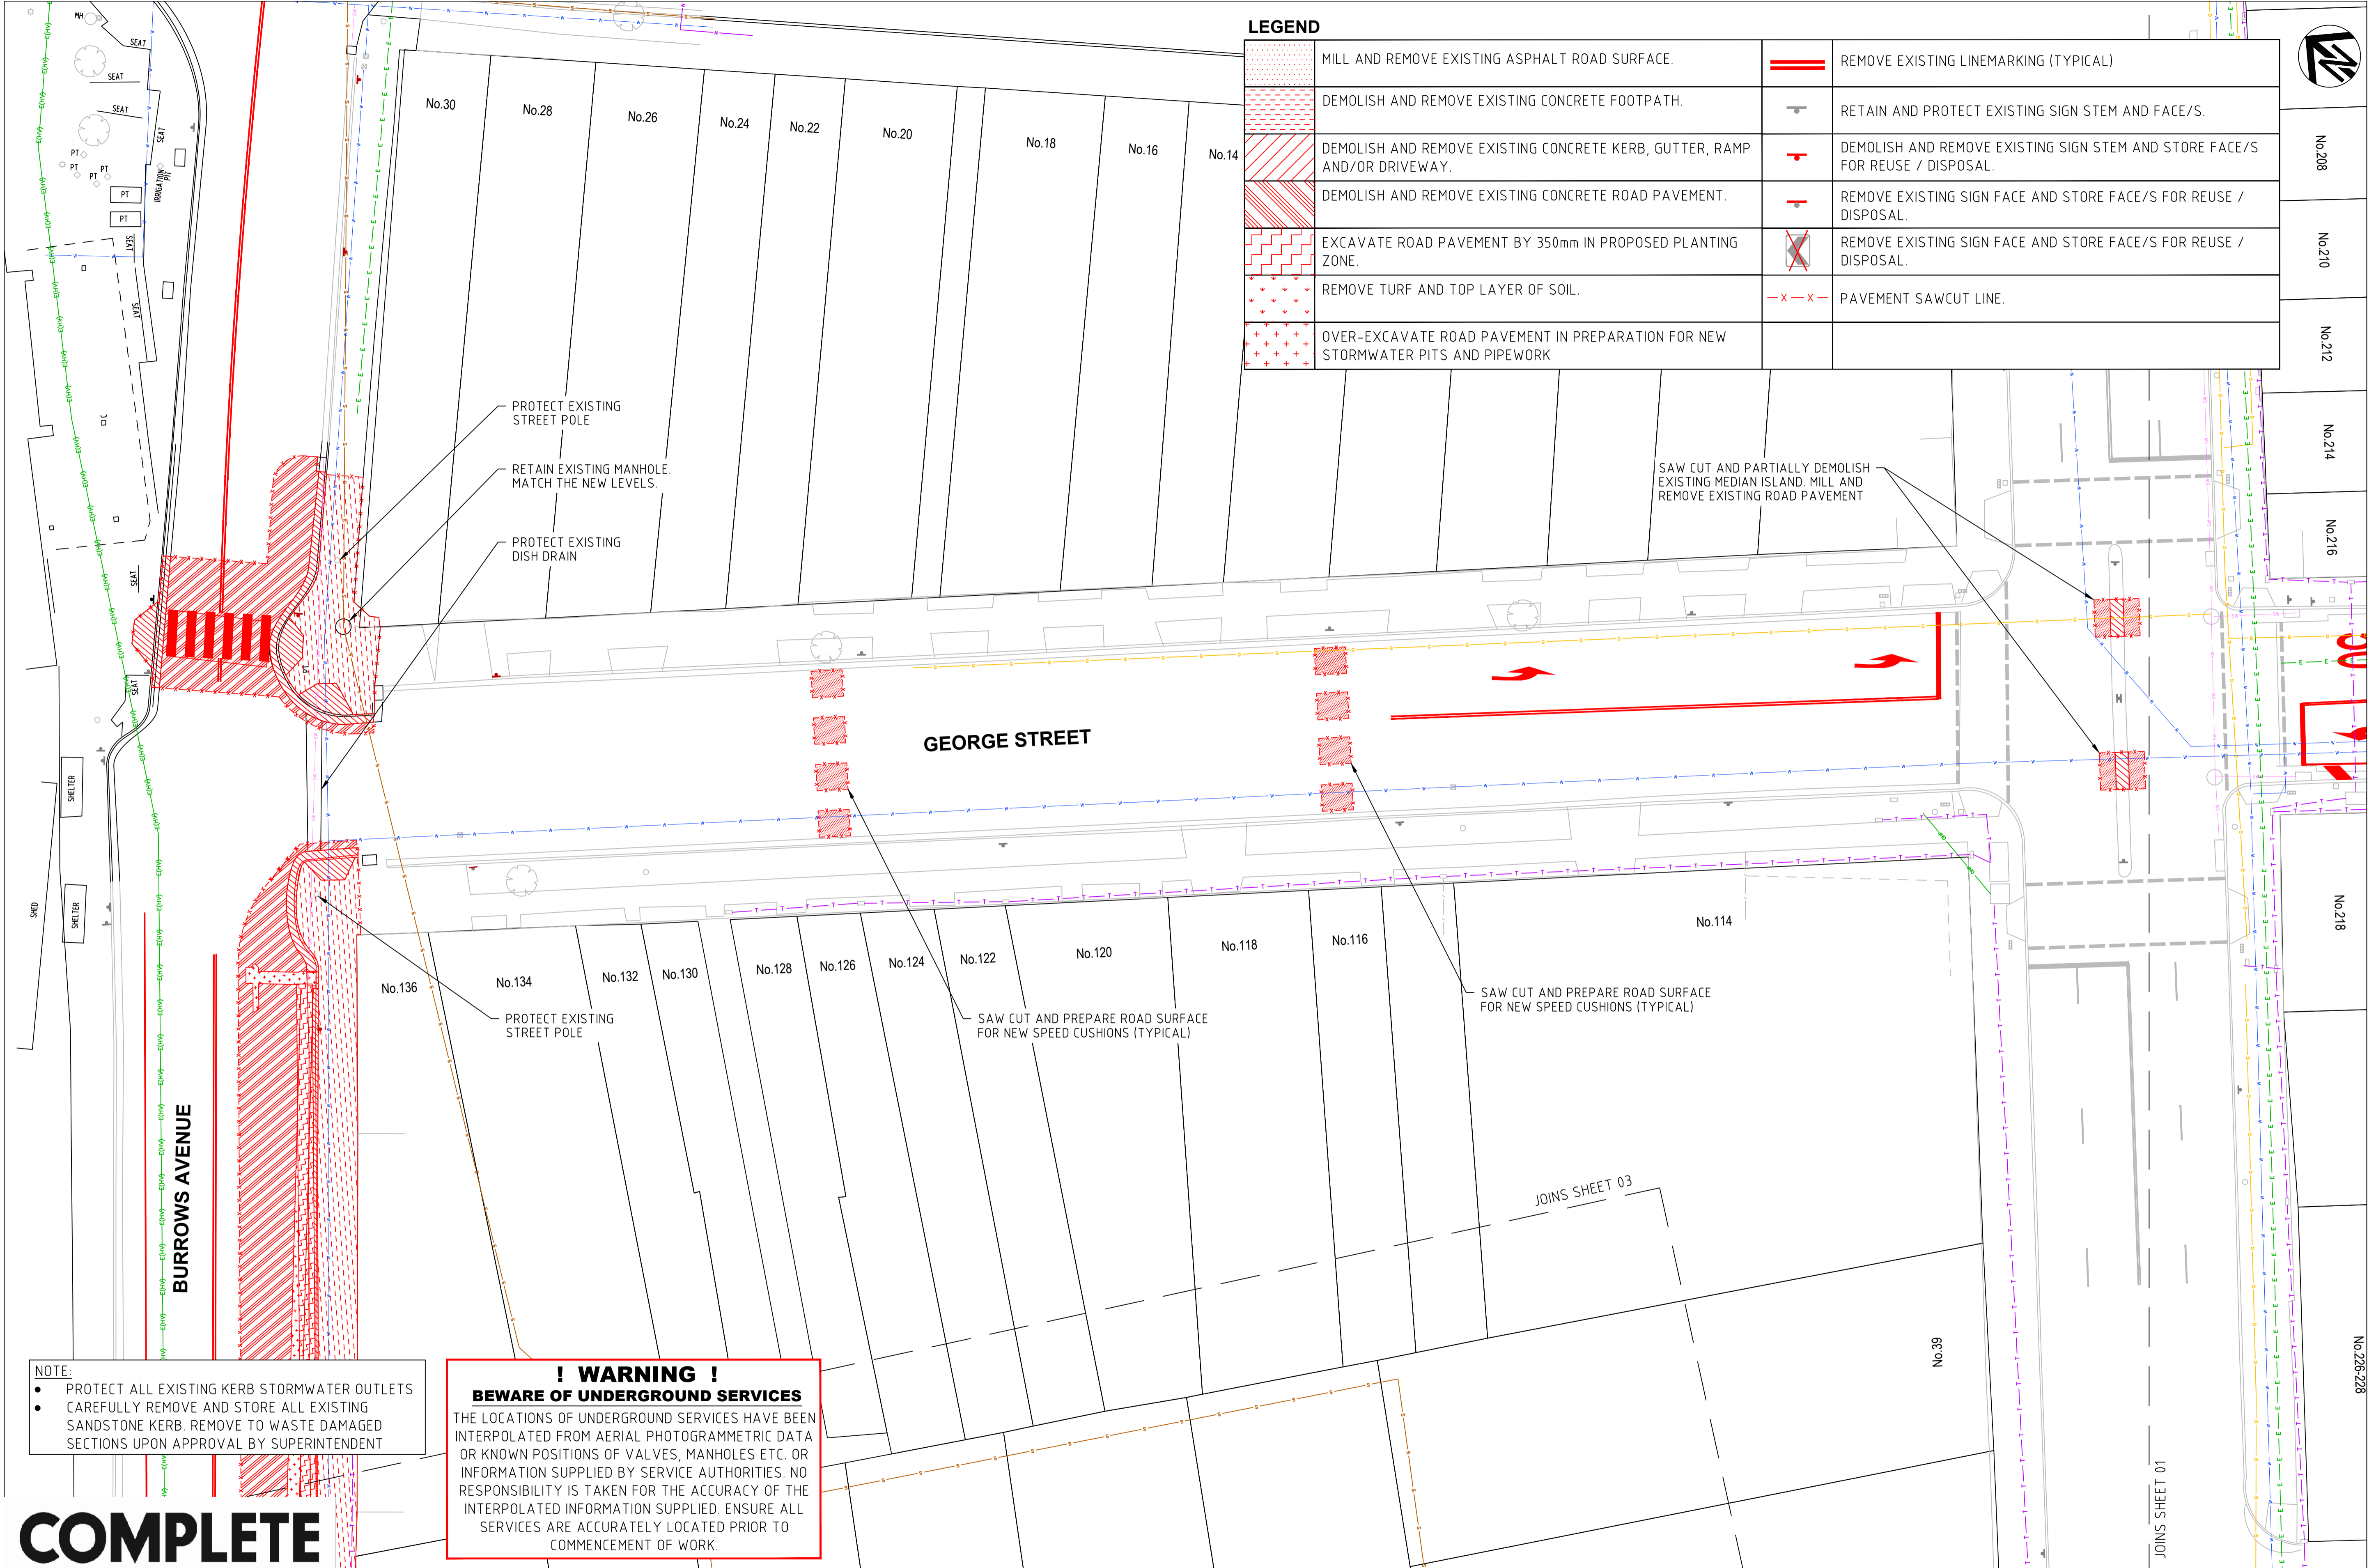 LEGEND
MILL AND REMOVE EXISTING ASPHALT ROAD SURFACE.
DEMOLISH AND REMOVE EXISTING CONCRETE FOOTPATH.
DEMOLISH AND REMOVE EXISTING CONCRETE KERB, GUTTER, RAMP
AND/OR DRIVEWAY.
DEMOLISH AND REMOVE EXISTING CONCRETE ROAD PAVEMENT.
EXCAVATE ROAD PAVEMENT BY 350mm IN PROPOSED PLANTING
ZONE.
REMOVE TURF AND TOP LAYER OF SOIL.
OVER-EXCAVATE ROAD PAVEMENT IN PREPARATION FOR NEW
STORMWATER PITS AND PIPEWORK
REMOVE EXISTING LINEMARKING (TYPICAL)
RETAIN AND PROTECT EXISTING SIGN STEM AND FACE/S.
DEMOLISH AND REMOVE EXISTING SIGN STEM AND STORE FACE/S
FOR REUSE / DISPOSAL.
REMOVE EXISTING SIGN FACE AND STORE FACE/S FOR REUSE /
DISPOSAL.
REMOVE EXISTING SIGN FACE AND STORE FACE/S FOR REUSE /
DISPOSAL.
PAVEMENT SAWCUT LINE.
MH
SEAT
SEAT
SEAT
SEAT
PT
PT
PT
PT
PT
PT
IRRIGATION
PIT
SEAT
SEAT
SEAT
SEAT
PT
SHELTER
SHELTER
SHED
No.30
No.28
No.26
No.24
No.22
No.20
No.18
No.16
No.14
No.208
No.210
No.212
No.214
No.216
No.218
No.226-228
PROTECT EXISTING
STREET POLE
RETAIN EXISTING MANHOLE.
MATCH THE NEW LEVELS.
PROTECT EXISTING
DISH DRAIN
SAW CUT AND PARTIALLY DEMOLISH
EXISTING MEDIAN ISLAND. MILL AND
REMOVE EXISTING ROAD PAVEMENT
GEORGE STREET
No.136
No.134
No.132
No.130
No.128
No.126
No.124
No.122
No.120
No.118
No.116
No.114
PROTECT EXISTING
STREET POLE
SAW CUT AND PREPARE ROAD SURFACE
FOR NEW SPEED CUSHIONS (TYPICAL)
SAW CUT AND PREPARE ROAD SURFACE
FOR NEW SPEED CUSHIONS (TYPICAL)
BURROWS AVENUE
JOINS SHEET 03
No.39
JOINS SHEET 01
NOTE:
● PROTECT ALL EXISTING KERB STORMWATER OUTLETS
● CAREFULLY REMOVE AND STORE ALL EXISTING
SANDSTONE KERB. REMOVE TO WASTE DAMAGED
SECTIONS UPON APPROVAL BY SUPERINTENDENT
! WARNING !
BEWARE OF UNDERGROUND SERVICES
THE LOCATIONS OF UNDERGROUND SERVICES HAVE BEEN
INTERPOLATED FROM AERIAL PHOTOGRAMMETRIC DATA
OR KNOWN POSITIONS OF VALVES, MANHOLES ETC. OR
INFORMATION SUPPLIED BY SERVICE AUTHORITIES. NO
RESPONSIBILITY IS TAKEN FOR THE ACCURACY OF THE
INTERPOLATED INFORMATION SUPPLIED. ENSURE ALL
SERVICES ARE ACCURATELY LOCATED PRIOR TO
COMMENCEMENT OF WORK.
COMPLETE